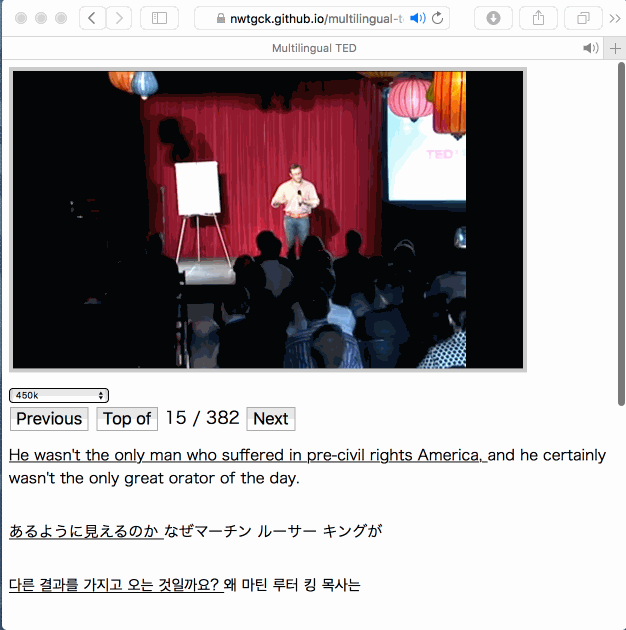 nwtgck.github.io/multilingual-t
Multilingual TED
TED
450k
Previous Top of 15 / 382 Next
He wasn't the only man who suffered in pre-civil rights America, and he certainly
wasn't the only great orator of the day.
あるように見えるのか なぜマーチン ルーサー キングが
다른 결과를 가지고 오는 것일까요? 왜 마틴 루터 킹 목사는